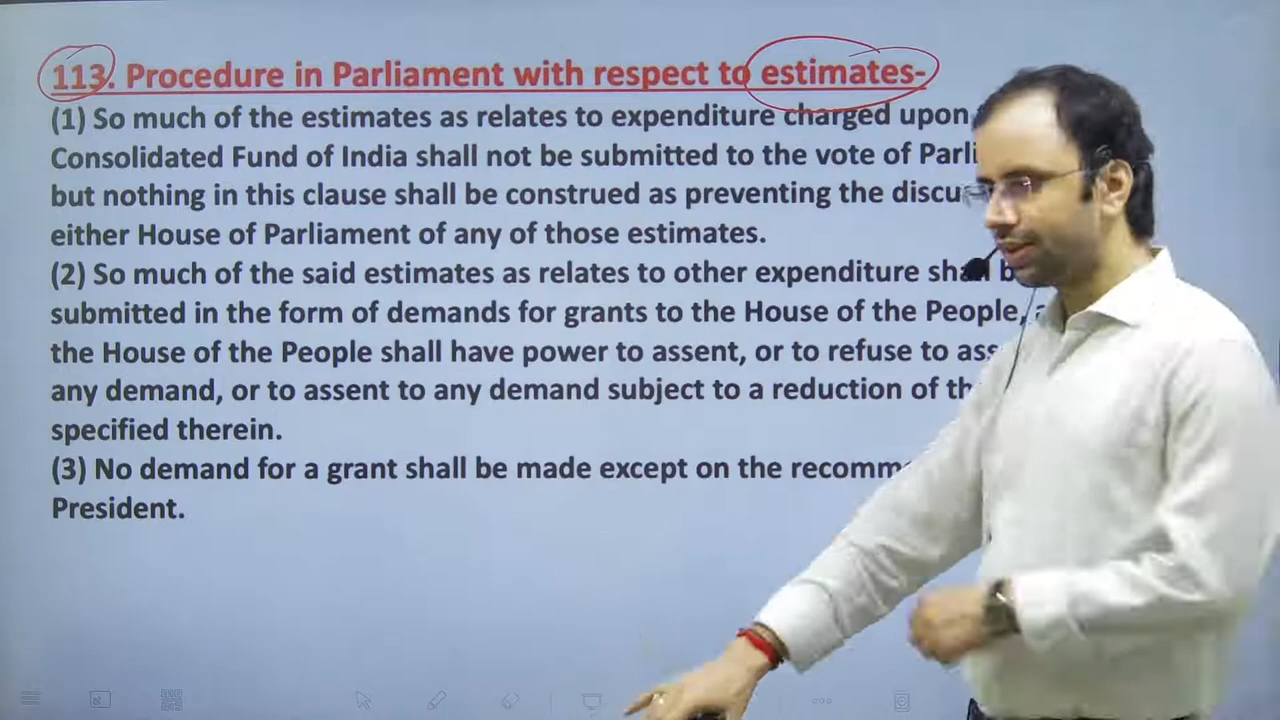 113. Procedure in Parliament with respect to estimates-
(1) So much of the estimates as relates to expenditure charged upon
Consolidated Fund of India shall not be submitted to the vote of Parli
but nothing in this clause shall be construed as preventing the discu
either House of Parliament of any of those estimates.
(2) So much of the said estimates as relates to other expenditure shall b
submitted in the form of demands for grants to the House of the People, a
the House of the People shall have power to assent, or to refuse to ass
any demand, or to assent to any demand subject to a reduction of th
specified therein.
(3) No demand for a grant shall be made except on the recomm
President.